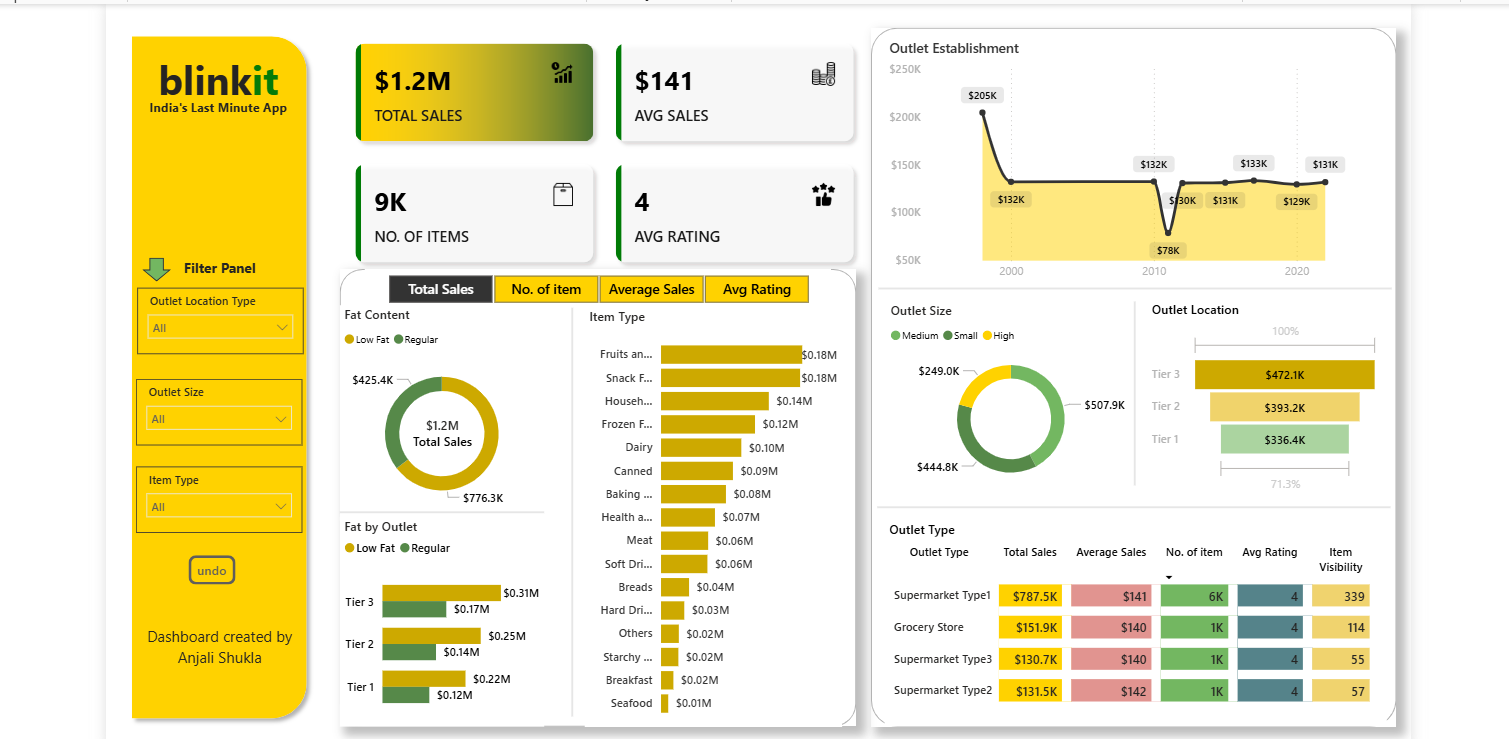 blinkit
India's Last Minute App
Filter Panel
Outlet Location Type
All
Outlet Size
All
Item Type
All
undo
Dashboard created by
Anjali Shukla
$1.2M
TOTAL SALES
$141
AVG SALES
9K
NO. OF ITEMS
4
AVG RATING
Total Sales No. of item Average Sales Avg Rating
Fat Content
Low Fat Regular
$425.4K
$1.2M
Total Sales
$776.3K
Fat by Outlet
Low Fat Regular
Tier 3 $0.31M
$0.17M
Tier 2 $0.25M
$0.14M
Tier 1 $0.22M
$0.12M
Item Type
Fruits an... $0.18M
Snack F... $0.18M
Househ... $0.14M
Frozen F... $0.12M
Dairy $0.10M
Canned $0.09M
Baking ... $0.08M
Health a... $0.07M
Meat $0.06M
Soft Dri... $0.06M
Breads $0.04M
Hard Dri... $0.03M
Others $0.02M
Starchy ... $0.02M
Breakfast $0.02M
Seafood $0.01M
Outlet Establishment
$250K
$200K
$150K
$100K
$50K
$205K
$132K
$132K
$78K
$130K
$131K
$133K
$129K
$131K
2000 2010 2020
Outlet Size
Medium Small High
$249.0K
$507.9K
$444.8K
Outlet Location
100%
Tier 3 $472.1K
Tier 2 $393.2K
Tier 1 $336.4K
71.3%
Outlet Type
Outlet Type Total Sales Average Sales No. of item Avg Rating Item
Visibility
Supermarket Type1 $787.5K $141 6K 4 339
Grocery Store $151.9K $140 1K 4 114
Supermarket Type3 $130.7K $140 1K 4 55
Supermarket Type2 $131.5K $142 1K 4 57